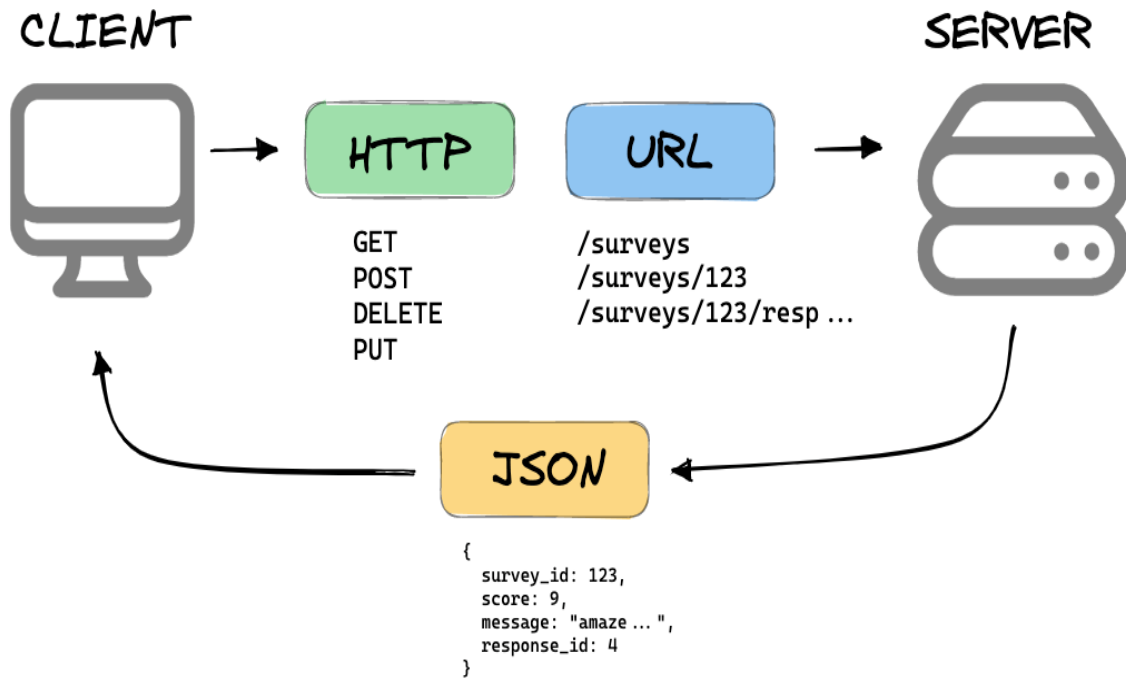 CLIENT
SERVER
HTTP
URL
GET
POST
DELETE
PUT
/surveys
/surveys/123
/surveys/123/resp ...
JSON
{
survey_id: 123,
score: 9,
message: "amaze ... ",
response_id: 4
}